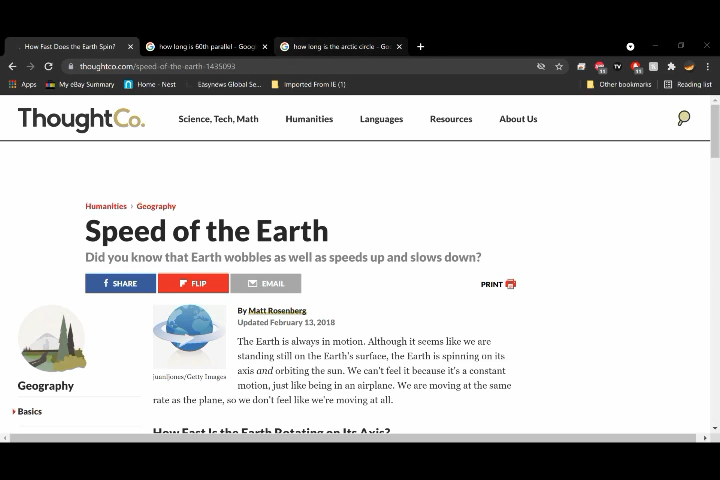 How Fast Does the Earth Spin?
how long is 60th parallel - Goog
how long is the arctic circle - Go
thoughtco.com/speed-of-the-earth-1435093
Apps
My eBay Summary
Home - Nest
Easynews Global Se...
Imported From IE (1)
Other bookmarks
Reading list
ThoughtCo.
Science, Tech, Math
Humanities
Languages
Resources
About Us
Humanities › Geography
Speed of the Earth
Did you know that Earth wobbles as well as speeds up and slows down?
SHARE
FLIP
EMAIL
PRINT
juanljones/Getty Images
By Matt Rosenberg
Updated February 13, 2018
The Earth is always in motion. Although it seems like we are
standing still on the Earth's surface, the Earth is spinning on its
axis and orbiting the sun. We can't feel it because it's a constant
motion, just like being in an airplane. We are moving at the same
rate as the plane, so we don't feel like we're moving at all.
Geography
Basics
How Fast Is the Earth Rotating on Its Axis?